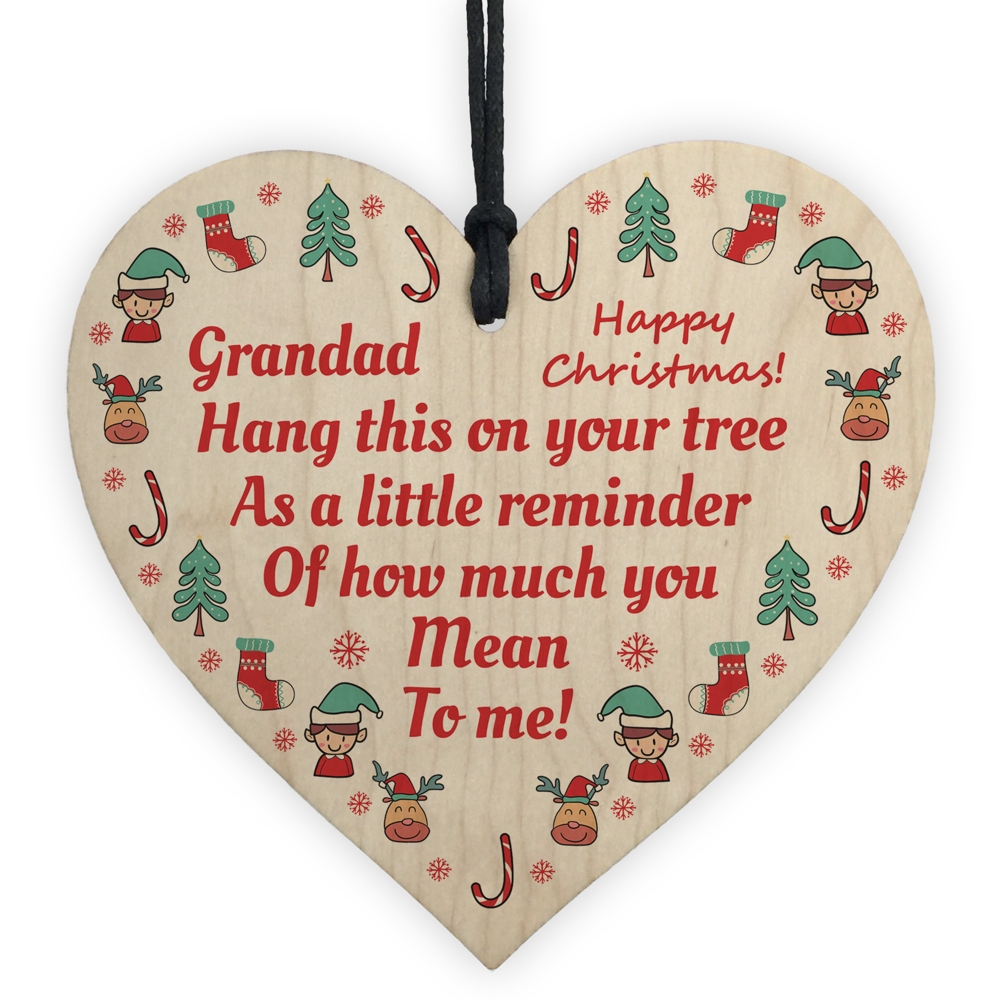 Grandad
Happy
Christmas!
Hang this on your tree
As a little reminder
Of how much you
Mean
To me!